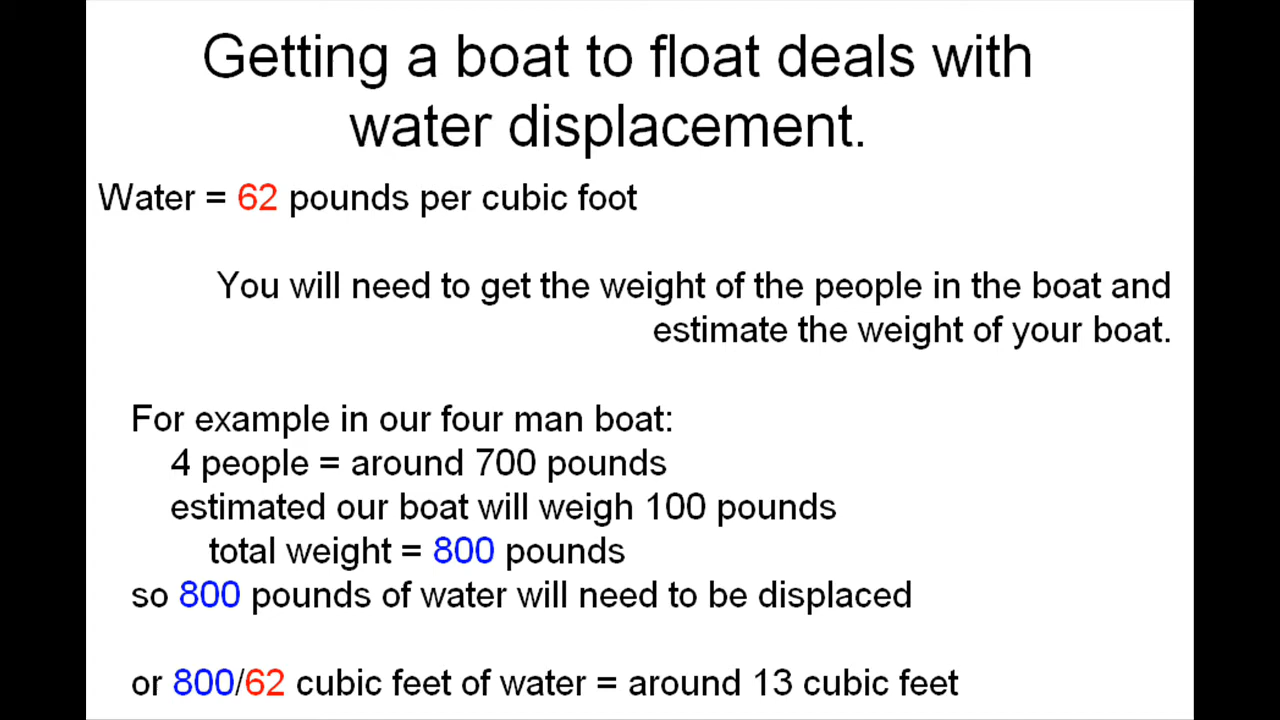 Getting a boat to float deals with
water displacement.
Water = 62 pounds per cubic foot
You will need to get the weight of the people in the boat and
estimate the weight of your boat.
For example in our four man boat:
4 people = around 700 pounds
estimated our boat will weigh 100 pounds
total weight = 800 pounds
so 800 pounds of water will need to be displaced
or 800/62 cubic feet of water = around 13 cubic feet